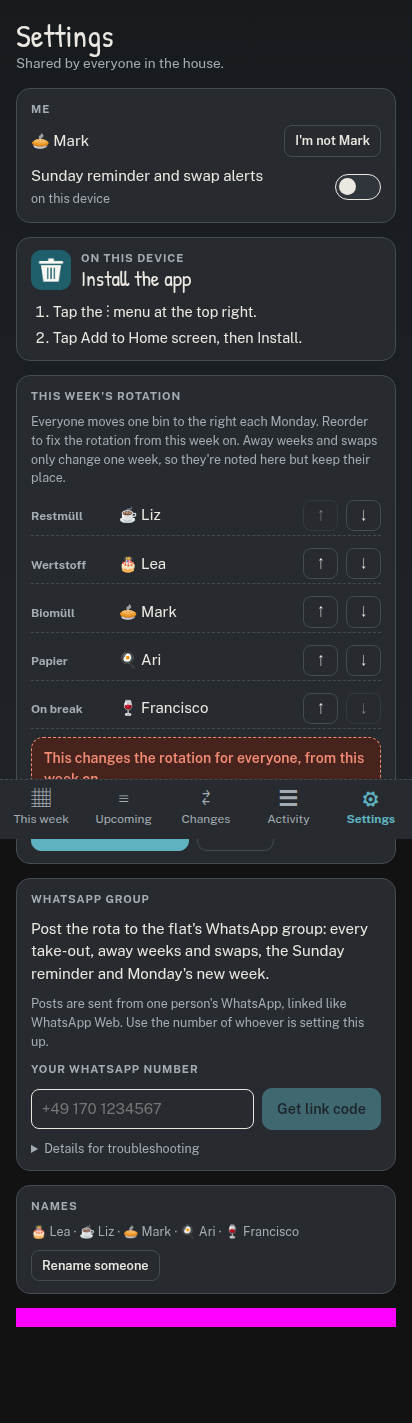 Settings
Shared by everyone in the house.
ME
🥧 Mark
I'm not Mark
Sunday reminder and swap alerts
on this device
ON THIS DEVICE
Install the app
1. Tap the ⋮ menu at the top right.
2. Tap Add to Home screen, then Install.
THIS WEEK'S ROTATION
Everyone moves one bin to the right each Monday. Reorder
to fix the rotation from this week on. Away weeks and swaps
only change one week, so they're noted here but keep their
place.
Restmüll ☕ Liz ↑ ↓
Wertstoff 🎂 Lea ↑ ↓
Biomüll 🥧 Mark ↑ ↓
Papier 🍳 Ari ↑ ↓
On break 🍷 Francisco ↑ ↓
This changes the rotation for everyone, from this
week on.
This week
Upcoming
Changes
Activity
Settings
WHATSAPP GROUP
Post the rota to the flat's WhatsApp group: every
take-out, away weeks and swaps, the Sunday
reminder and Monday's new week.
Posts are sent from one person's WhatsApp, linked like
WhatsApp Web. Use the number of whoever is setting this
up.
YOUR WHATSAPP NUMBER
+49 170 1234567
Get link code
▶ Details for troubleshooting
NAMES
🎂 Lea · ☕ Liz · 🥧 Mark · 🍳 Ari · 🍷 Francisco
Rename someone